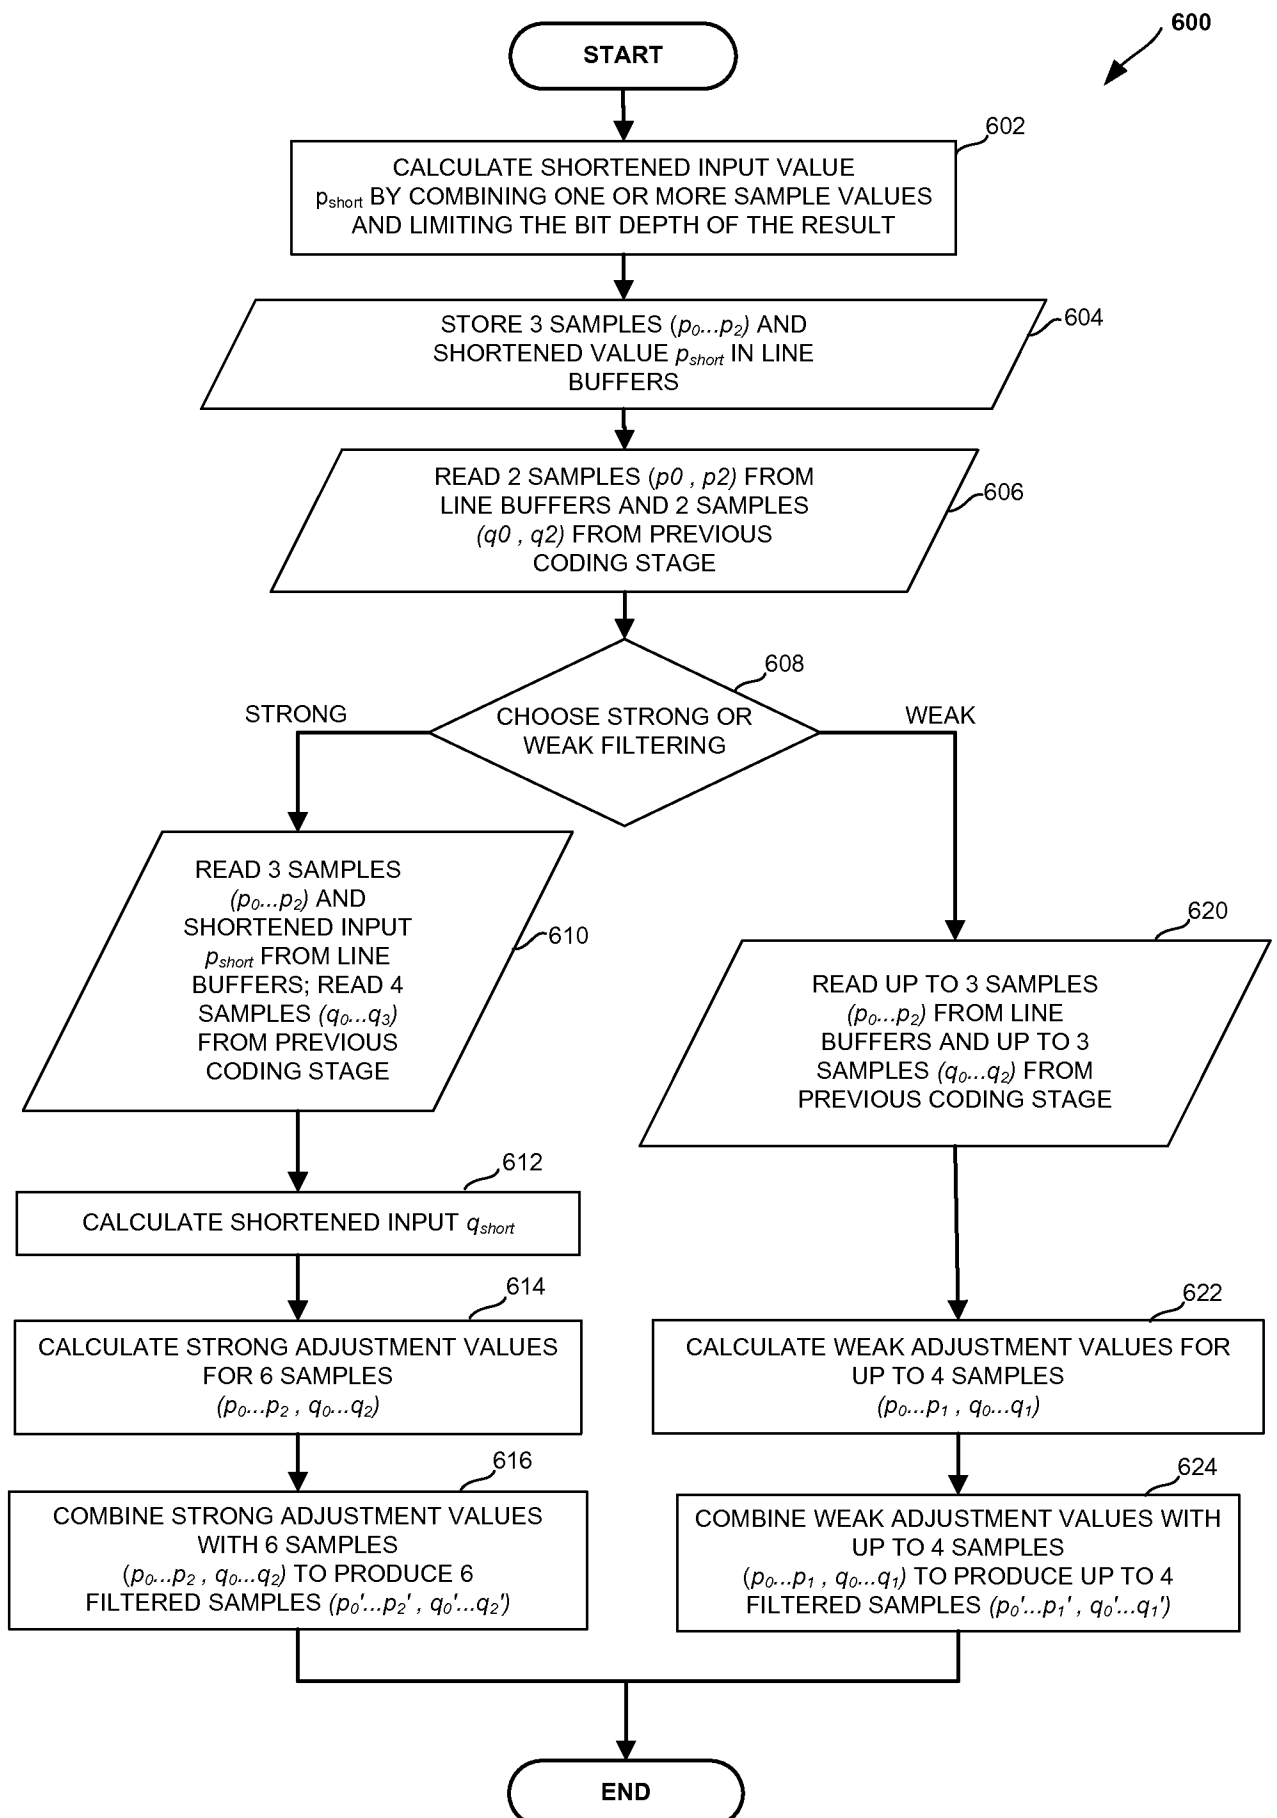 600
START
602
CALCULATE SHORTENED INPUT VALUE
pshort BY COMBINING ONE OR MORE SAMPLE VALUES
AND LIMITING THE BIT DEPTH OF THE RESULT
604
STORE 3 SAMPLES (p0...p2) AND
SHORTENED VALUE pshort IN LINE
BUFFERS
606
READ 2 SAMPLES (p0 , p2) FROM
LINE BUFFERS AND 2 SAMPLES
(q0 , q2) FROM PREVIOUS
CODING STAGE
608
CHOOSE STRONG OR
WEAK FILTERING
STRONG
WEAK
610
READ 3 SAMPLES
(p0...p2) AND
SHORTENED INPUT
pshort FROM LINE
BUFFERS; READ 4
SAMPLES (q0...q3)
FROM PREVIOUS
CODING STAGE
620
READ UP TO 3 SAMPLES
(p0...p2) FROM LINE
BUFFERS AND UP TO 3
SAMPLES (q0...q2) FROM
PREVIOUS CODING STAGE
612
CALCULATE SHORTENED INPUT qshort
614
CALCULATE STRONG ADJUSTMENT VALUES
FOR 6 SAMPLES
(p0...p2 , q0...q2)
622
CALCULATE WEAK ADJUSTMENT VALUES FOR
UP TO 4 SAMPLES
(p0...p1 , q0...q1)
616
COMBINE STRONG ADJUSTMENT VALUES
WITH 6 SAMPLES
(p0...p2 , q0...q2) TO PRODUCE 6
FILTERED SAMPLES (p0'...p2' , q0'...q2')
624
COMBINE WEAK ADJUSTMENT VALUES WITH
UP TO 4 SAMPLES
(p0...p1 , q0...q1) TO PRODUCE UP TO 4
FILTERED SAMPLES (p0'...p1' , q0'...q1')
END